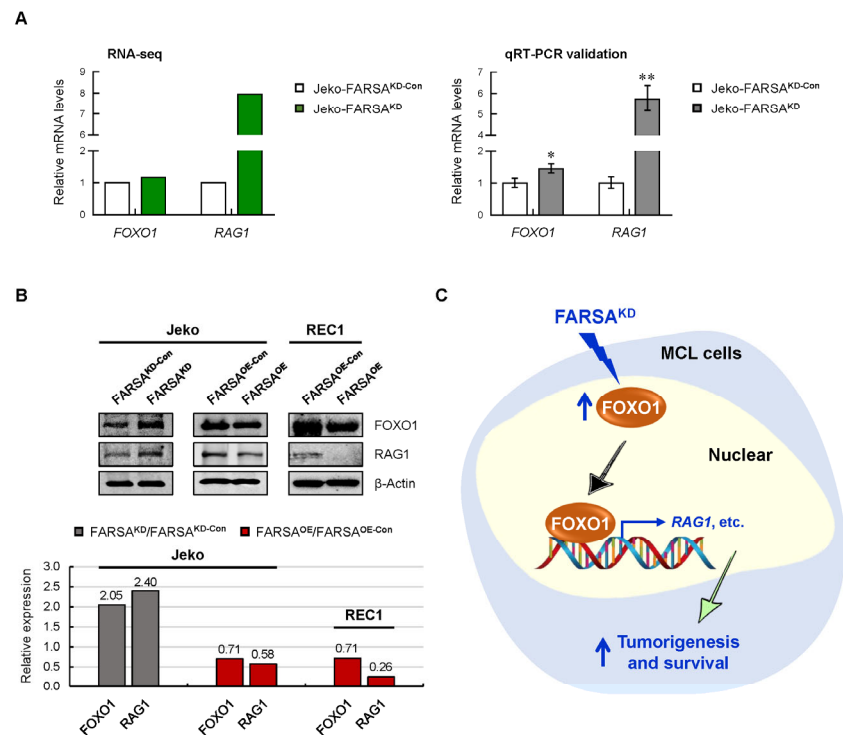 A
RNA-seq
Relative mRNA levels
9
8
7
6
2
1
0
FOXO1
RAG1
Jeko-FARSA^KD-Con
Jeko-FARSA^KD
qRT-PCR validation
Relative mRNA levels
6
5
4
2
1
0
*
**
FOXO1
RAG1
Jeko-FARSA^KD-Con
Jeko-FARSA^KD
B
Jeko
REC1
FARSA^KD-Con
FARSA^KD
FARSA^OE-Con
FARSA^OE
FARSA^OE-Con
FARSA^OE
FOXO1
RAG1
β-Actin
FARSA^KD/FARSA^KD-Con
FARSA^OE/FARSA^OE-Con
Relative expression
3.0
2.5
2.0
1.5
1.0
0.5
0.0
Jeko
REC1
2.05
2.40
0.71
0.58
0.71
0.26
FOXO1
RAG1
FOXO1
RAG1
FOXO1
RAG1
C
FARSA^KD
MCL cells
FOXO1
Nuclear
FOXO1
RAG1, etc.
Tumorigenesis
and survival